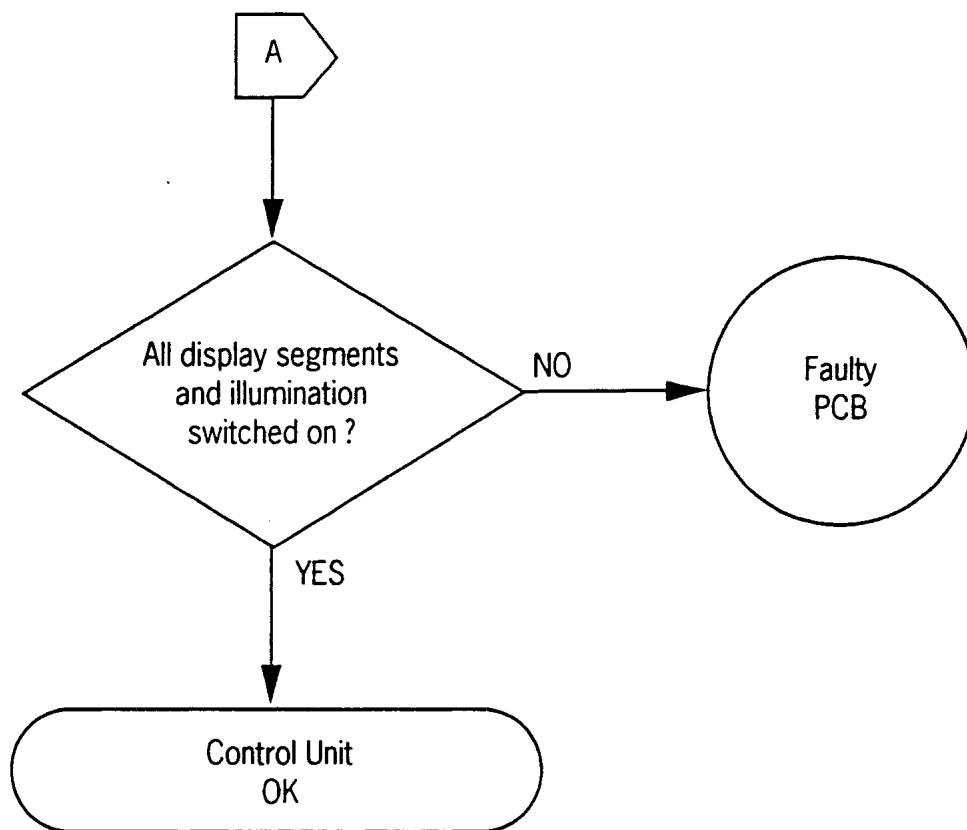 A
All display segments
and illumination
switched on ?
NO
Faulty
PCB
YES
Control Unit
OK